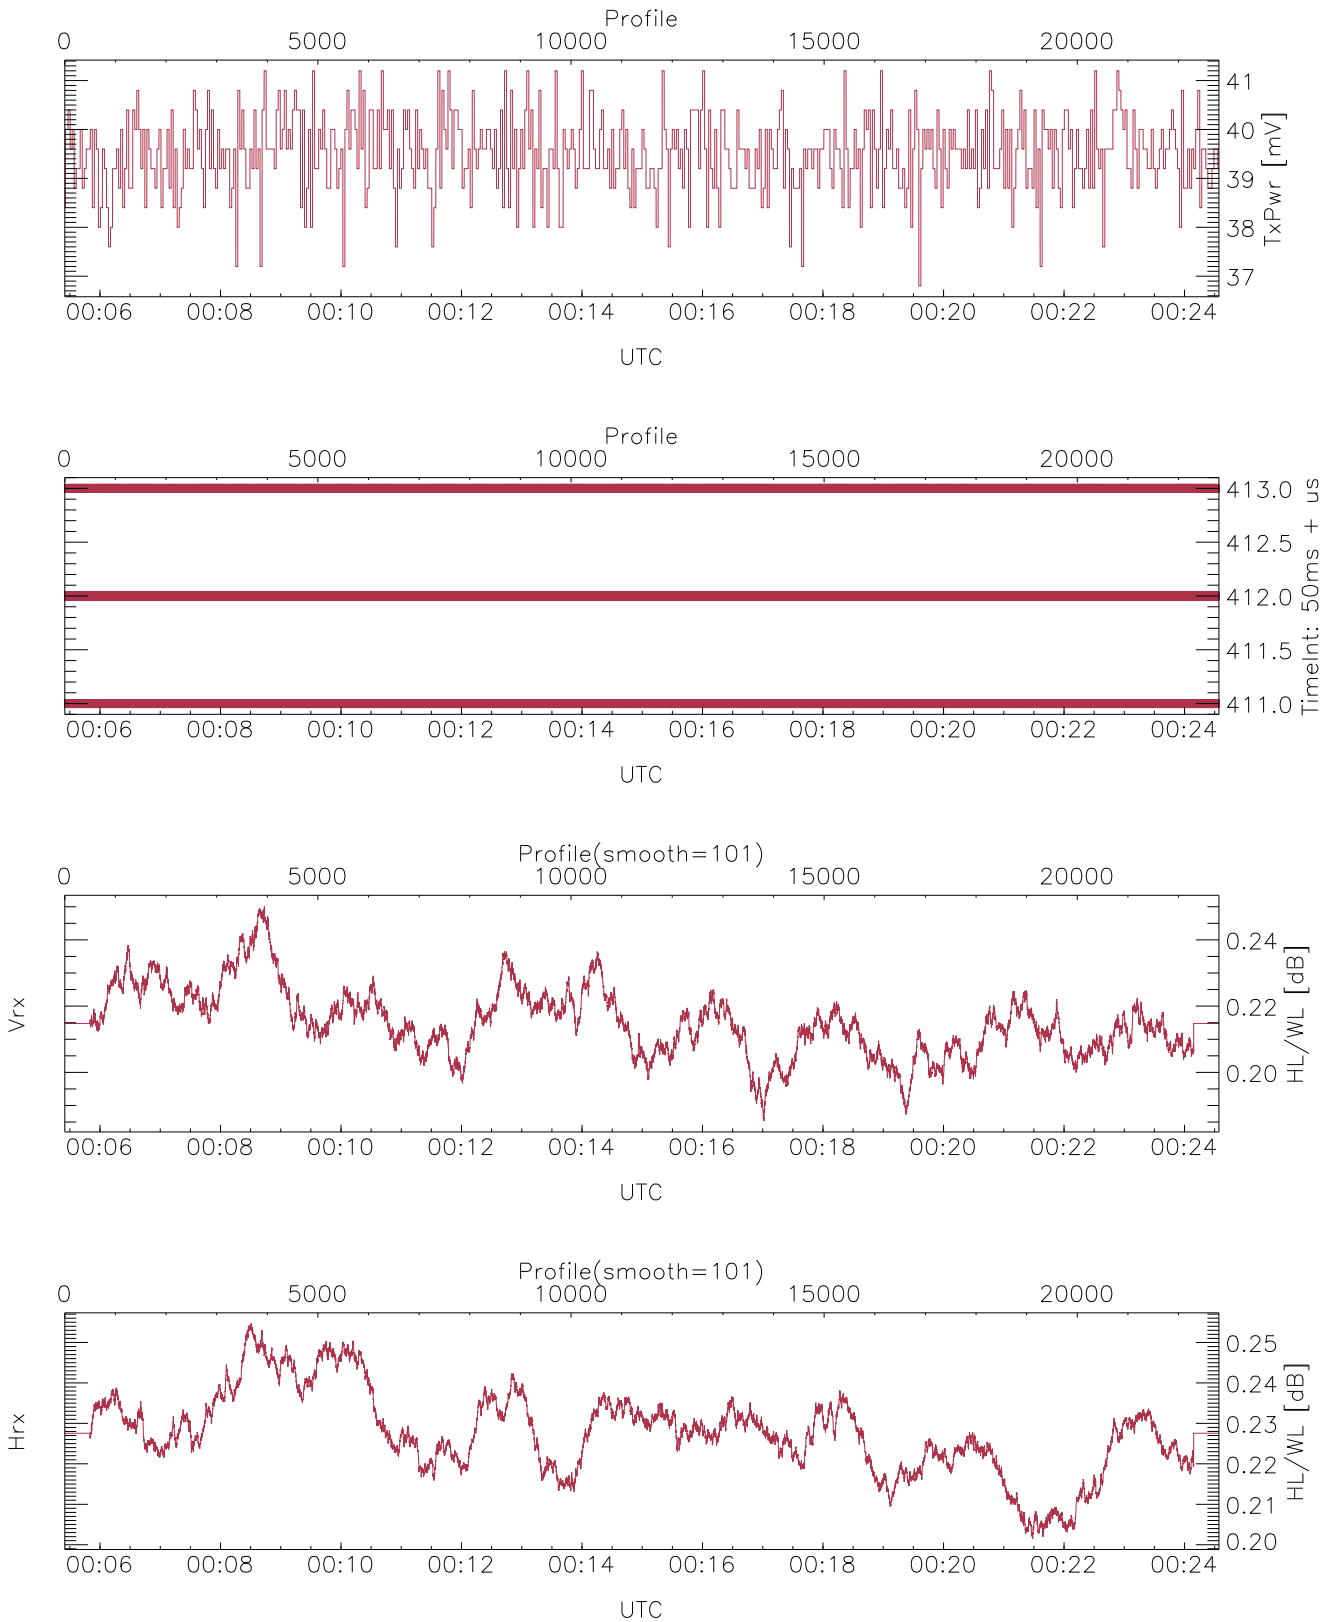 Profile
0 5000 10000 15000 20000
41
40
39
38
37
TxPwr [mV]
00:06 00:08 00:10 00:12 00:14 00:16 00:18 00:20 00:22 00:24
UTC
Profile
0 5000 10000 15000 20000
413.0
412.5
412.0
411.5
411.0
TimeInt: 50ms + us
00:06 00:08 00:10 00:12 00:14 00:16 00:18 00:20 00:22 00:24
UTC
Profile(smooth=101)
0 5000 10000 15000 20000
Vrx
0.24
0.22
0.20
HL/WL [dB]
00:06 00:08 00:10 00:12 00:14 00:16 00:18 00:20 00:22 00:24
UTC
Profile(smooth=101)
0 5000 10000 15000 20000
Hrx
0.25
0.24
0.23
0.22
0.21
0.20
HL/WL [dB]
00:06 00:08 00:10 00:12 00:14 00:16 00:18 00:20 00:22 00:24
UTC